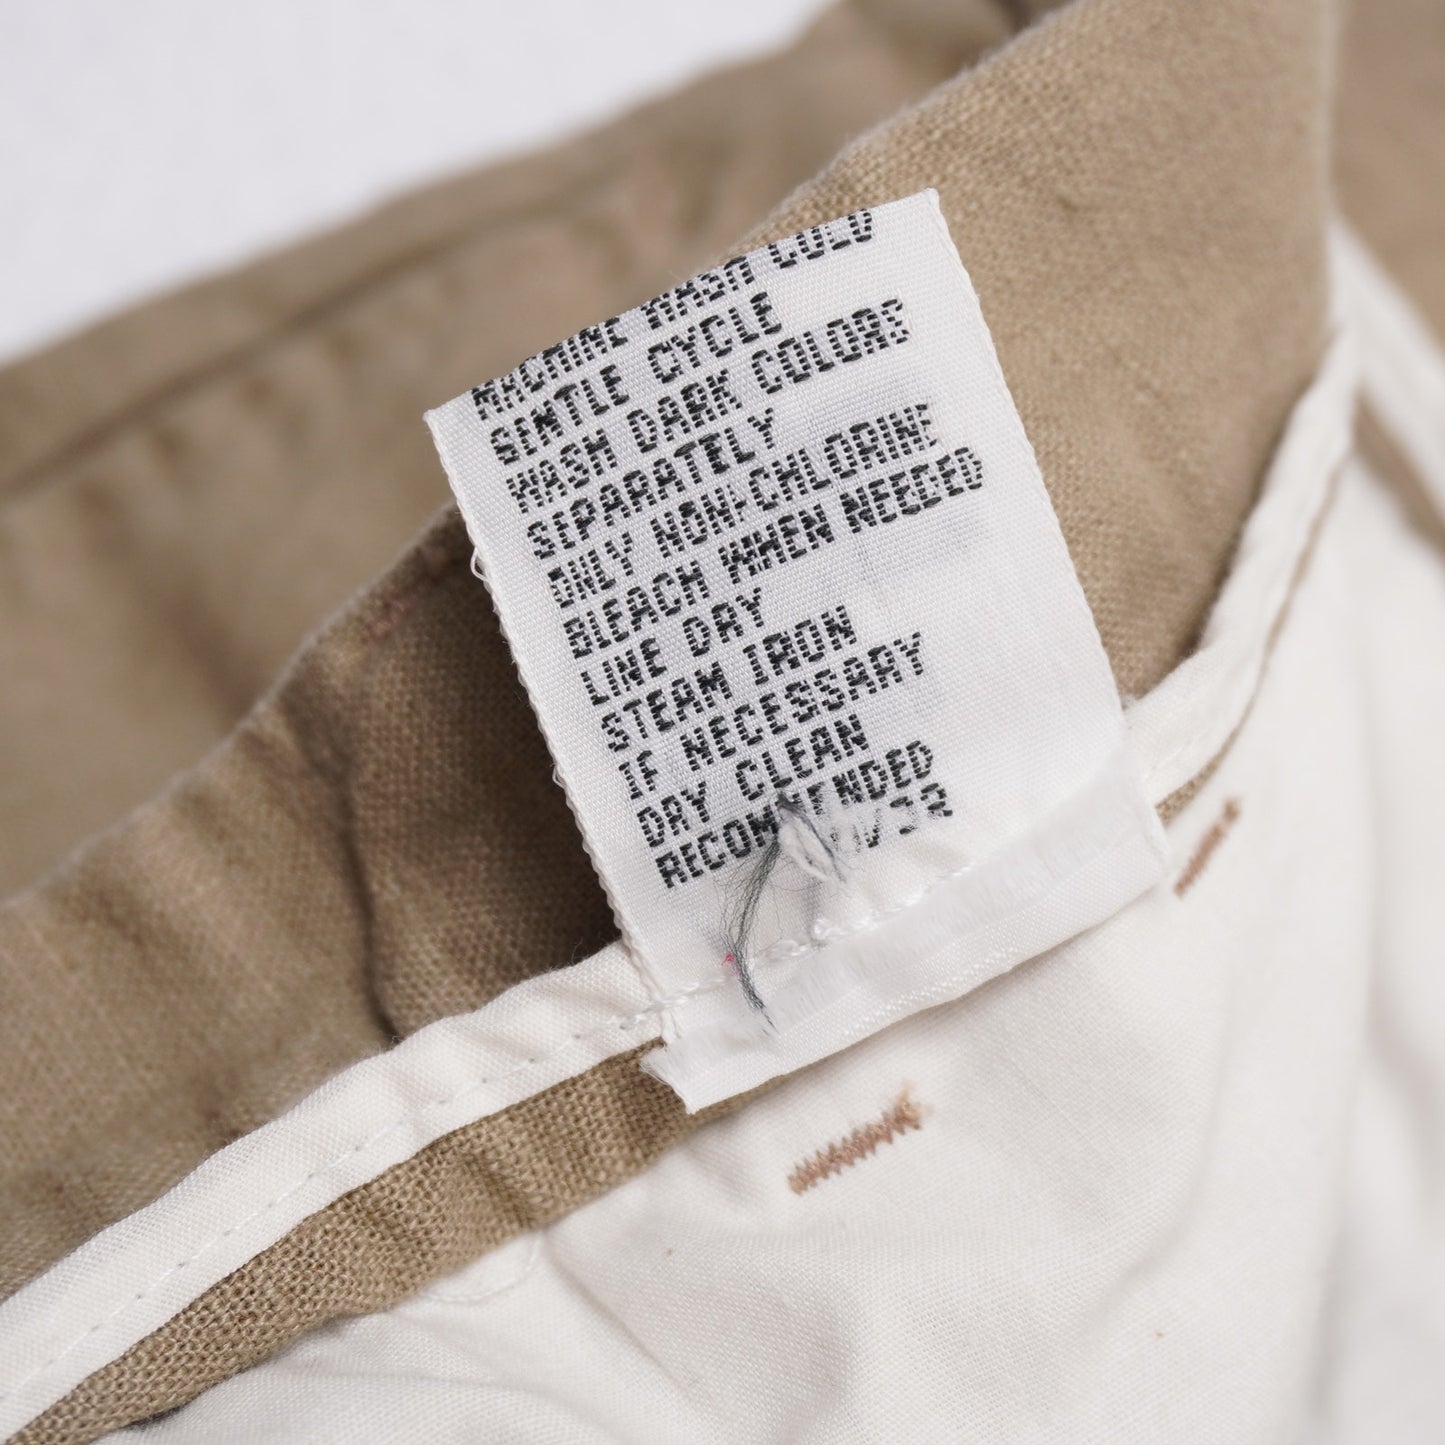 MACHINE WASH COLD
GENTLE CYCLE
WASH DARK COLORS
SEPARATELY
ONLY NON-CHLORINE
BLEACH WHEN NEEDED
LINE DRY
STEAM IRON
IF NECESSARY
DRY CLEAN
RECOMMENDED